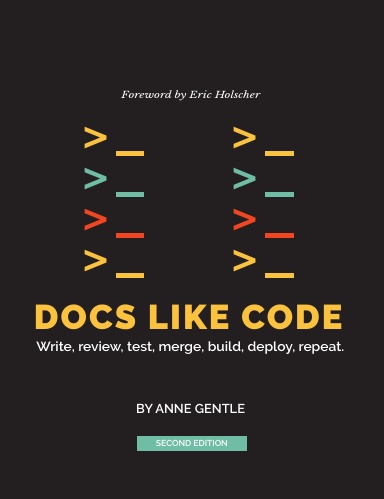 Foreword by Eric Holscher
>_ >_
>_ >_
>_ >_
>_ >_
DOCS LIKE CODE
Write, review, test, merge, build, deploy, repeat.
BY ANNE GENTLE
SECOND EDITION